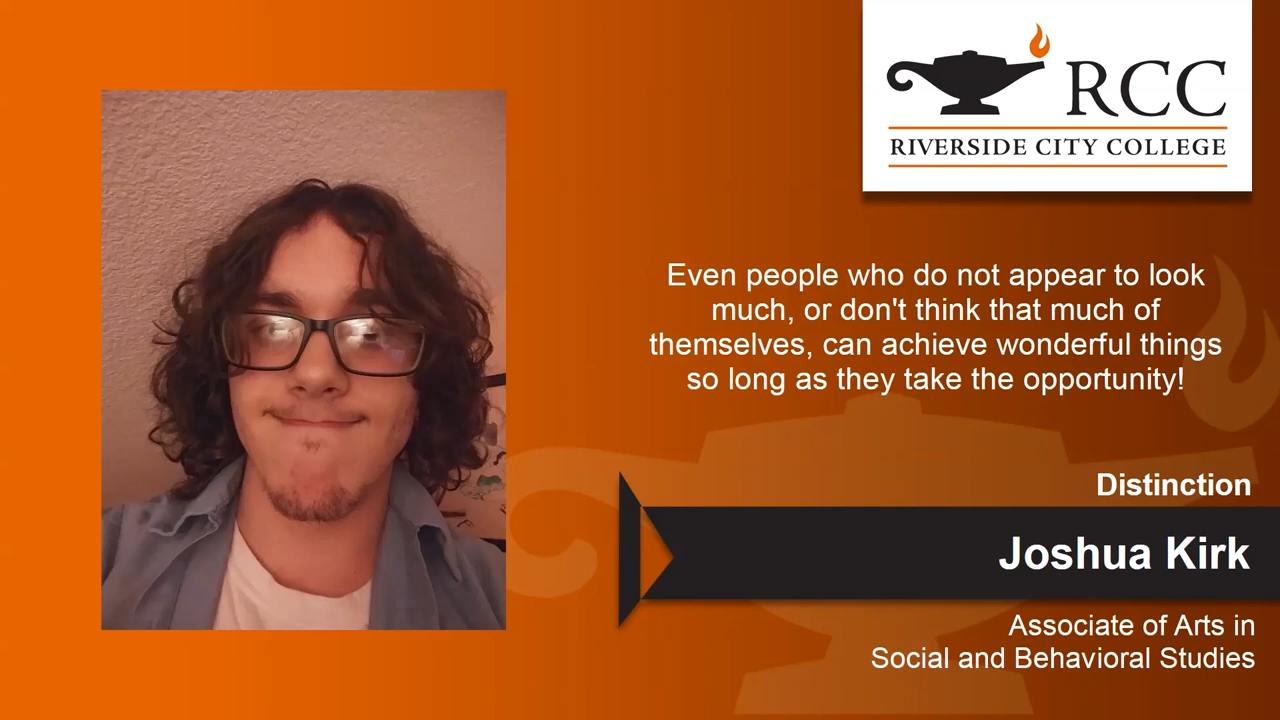 RCC
RIVERSIDE CITY COLLEGE
Even people who do not appear to look
much, or don't think that much of
themselves, can achieve wonderful things
so long as they take the opportunity!
Distinction
Joshua Kirk
Associate of Arts in
Social and Behavioral Studies